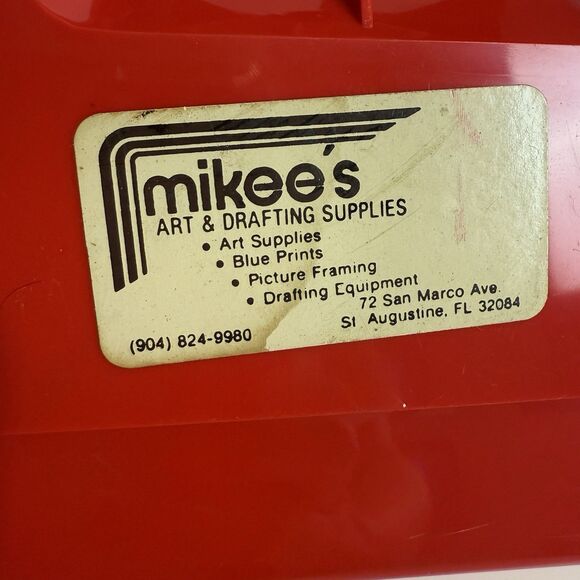 mikee's
ART & DRAFTING SUPPLIES
• Art Supplies
• Blue Prints
• Picture Framing
• Drafting Equipment
72 San Marco Ave.
St Augustine, FL 32084
(904) 824-9980